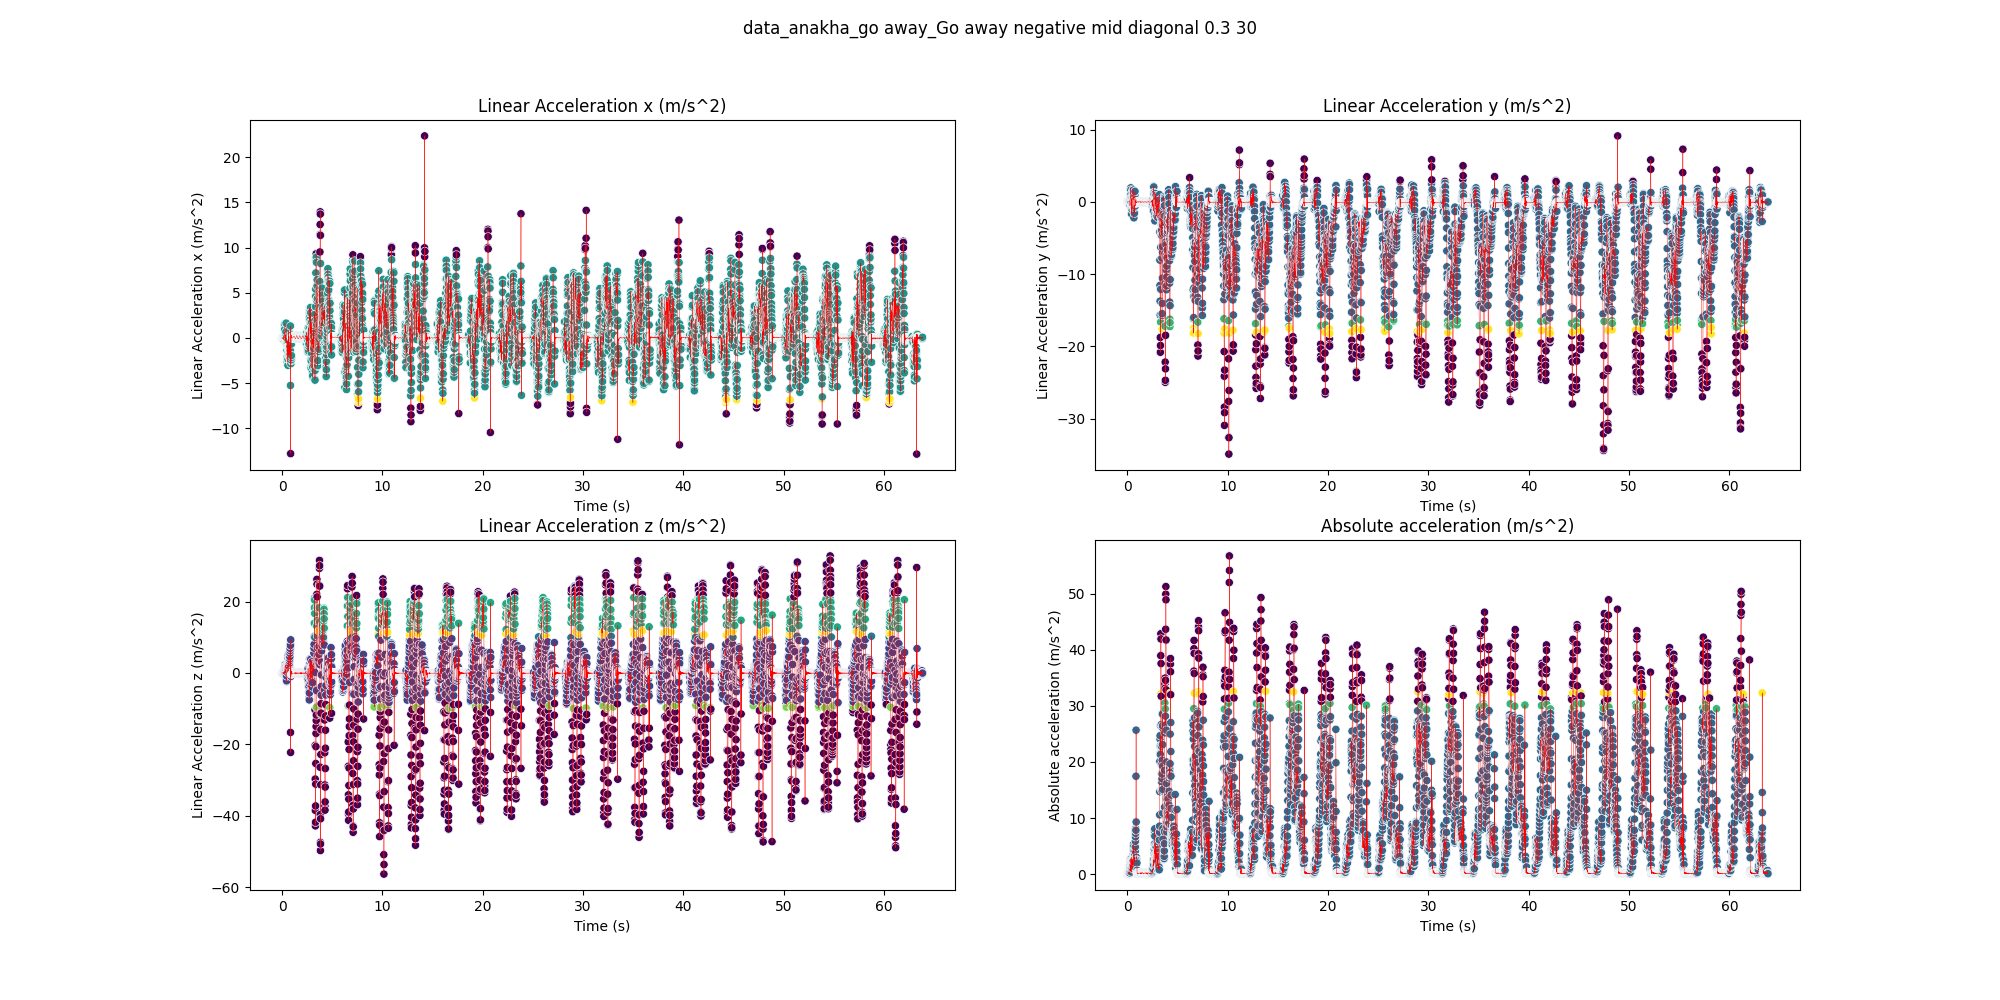 data_anakha_go away_Go away negative mid diagonal 0.3 30
Linear Acceleration x (m/s^2)
Linear Acceleration x (m/s^2)
20
15
10
5
0
−5
−10
0 10 20 30 40 50 60
Time (s)
Linear Acceleration y (m/s^2)
Linear Acceleration y (m/s^2)
10
0
−10
−20
−30
0 10 20 30 40 50 60
Time (s)
Linear Acceleration z (m/s^2)
Linear Acceleration z (m/s^2)
20
0
−20
−40
−60
0 10 20 30 40 50 60
Time (s)
Absolute acceleration (m/s^2)
Absolute acceleration (m/s^2)
50
40
30
20
10
0
0 10 20 30 40 50 60
Time (s)